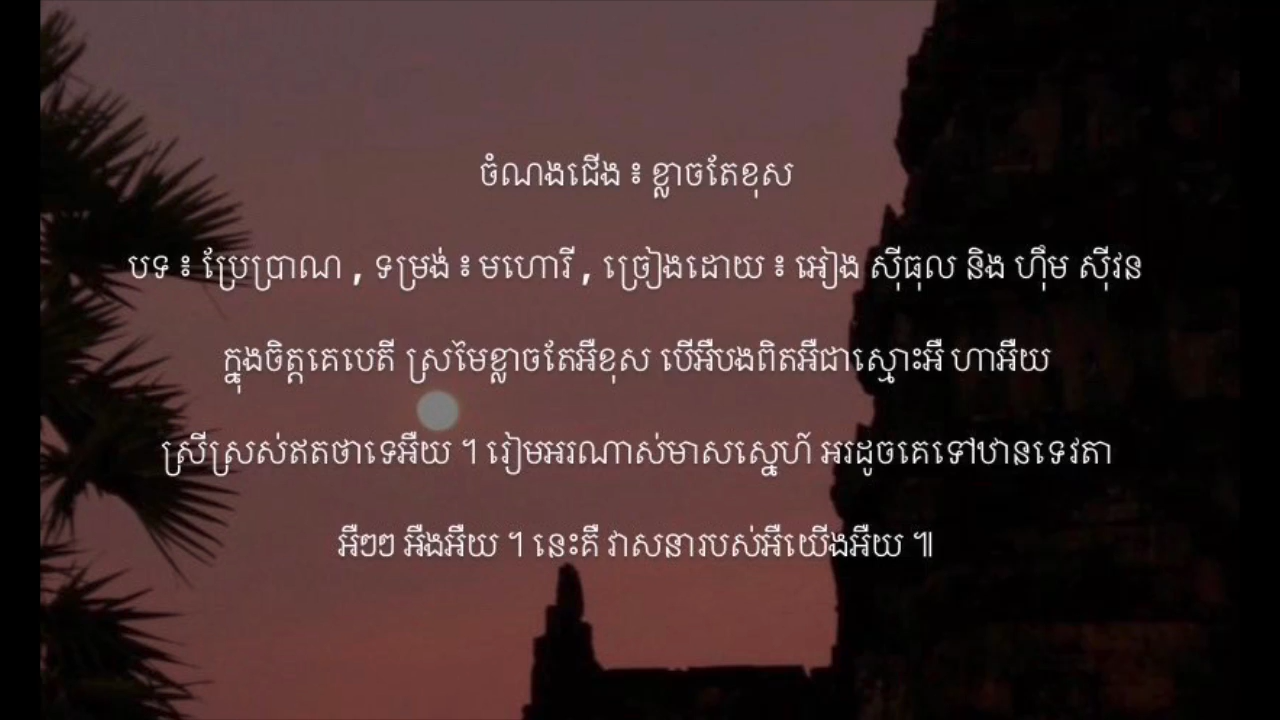 ចំណងជើង ៖ ខ្លាចតែខុស
បទ ៖ ប្រែប្រាណ , ទម្រង់ ៖ មហោរី , ច្រៀងដោយ ៖ អៀង ស៊ីធុល និង ហ៊ឹម ស៊ីវន
ក្នុងចិត្តគេបេតី ស្រមៃខ្លាចតែអឺខុស បើអឺបងពិតអឺជាស្មោះអឺ ហាអឺយ
ស្រីស្រស់ឥតថាទេអឺយ ។ រៀមអរណាស់មាសស្នេហ៍ អរដូចគេទៅឋានទេវតា
អឺៗៗ អឺងអឺយ ។ នេះគឺ វាសនារបស់អឺយើងអឺយ ៕